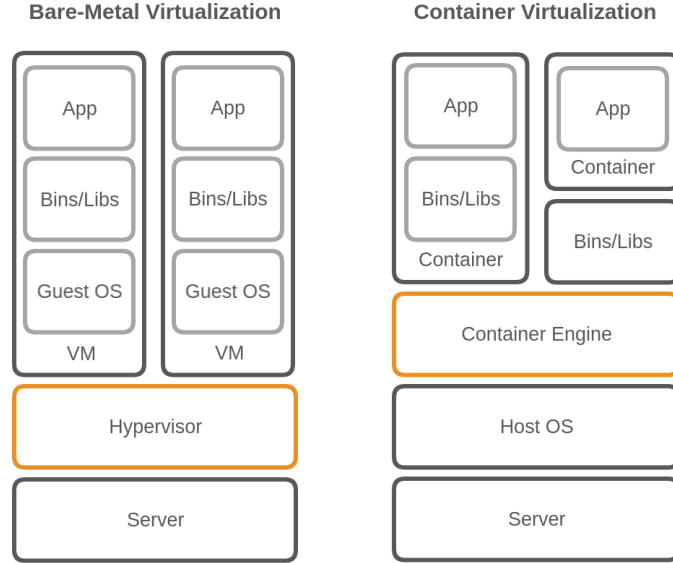 Bare-Metal Virtualization
App
App
Bins/Libs
Bins/Libs
Guest OS
Guest OS
VM
VM
Hypervisor
Server
Container Virtualization
App
App
Container
Bins/Libs
Bins/Libs
Container
Container Engine
Host OS
Server